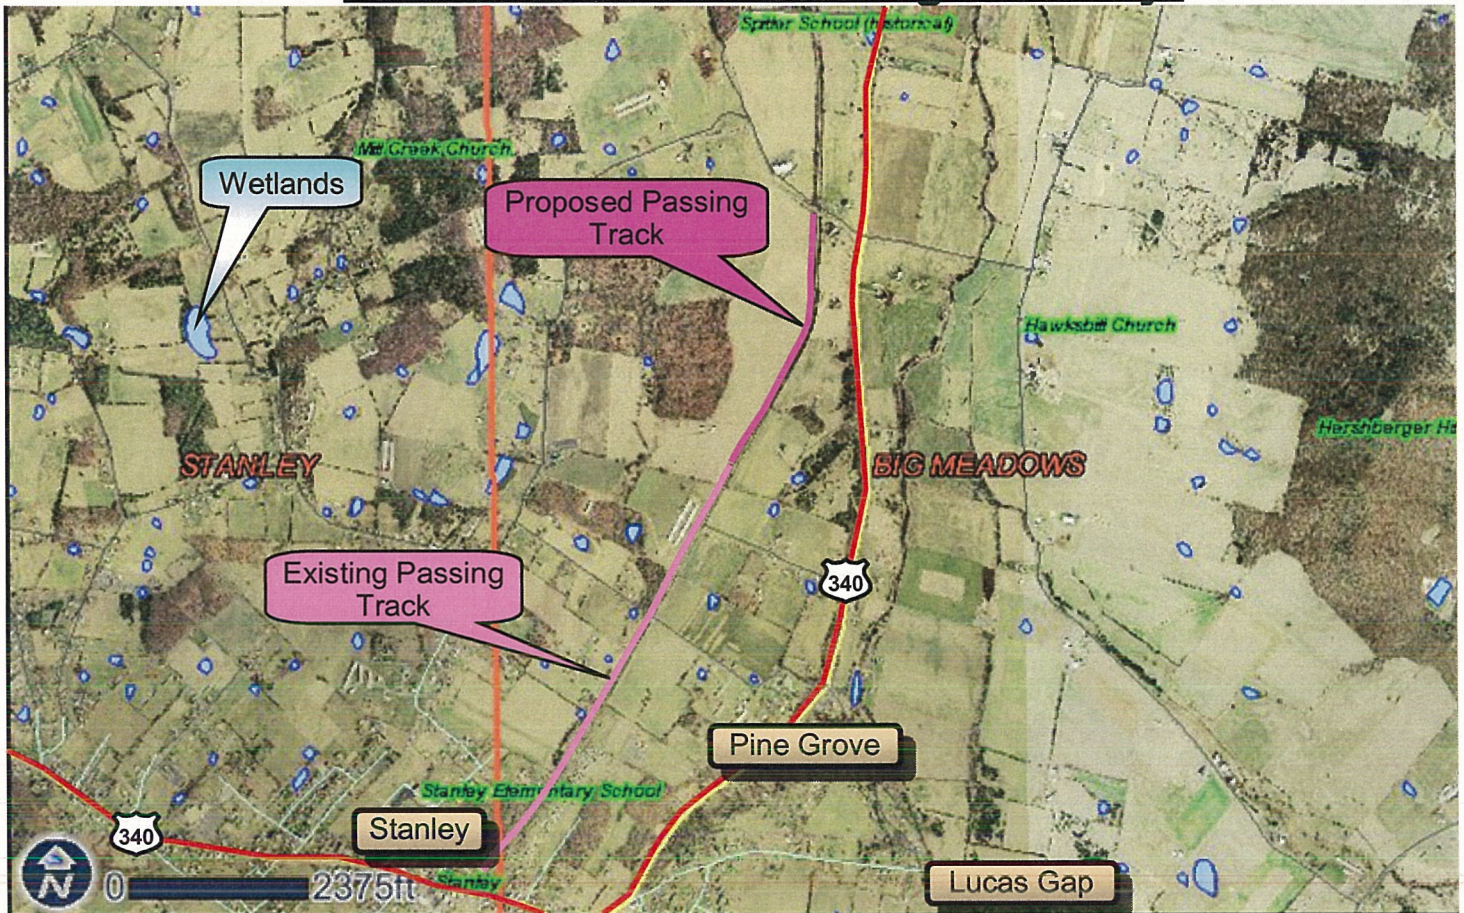 Spitler School (historical)
Mill Creek Church
Wetlands
Proposed Passing
Track
Hawksbill Church
Hershberger
STANLEY
BIG MEADOWS
Existing Passing
Track
340
Pine Grove
Stanley Elementary School
Stanley
340
Lucas Gap
Stanley
N
0
2375ft